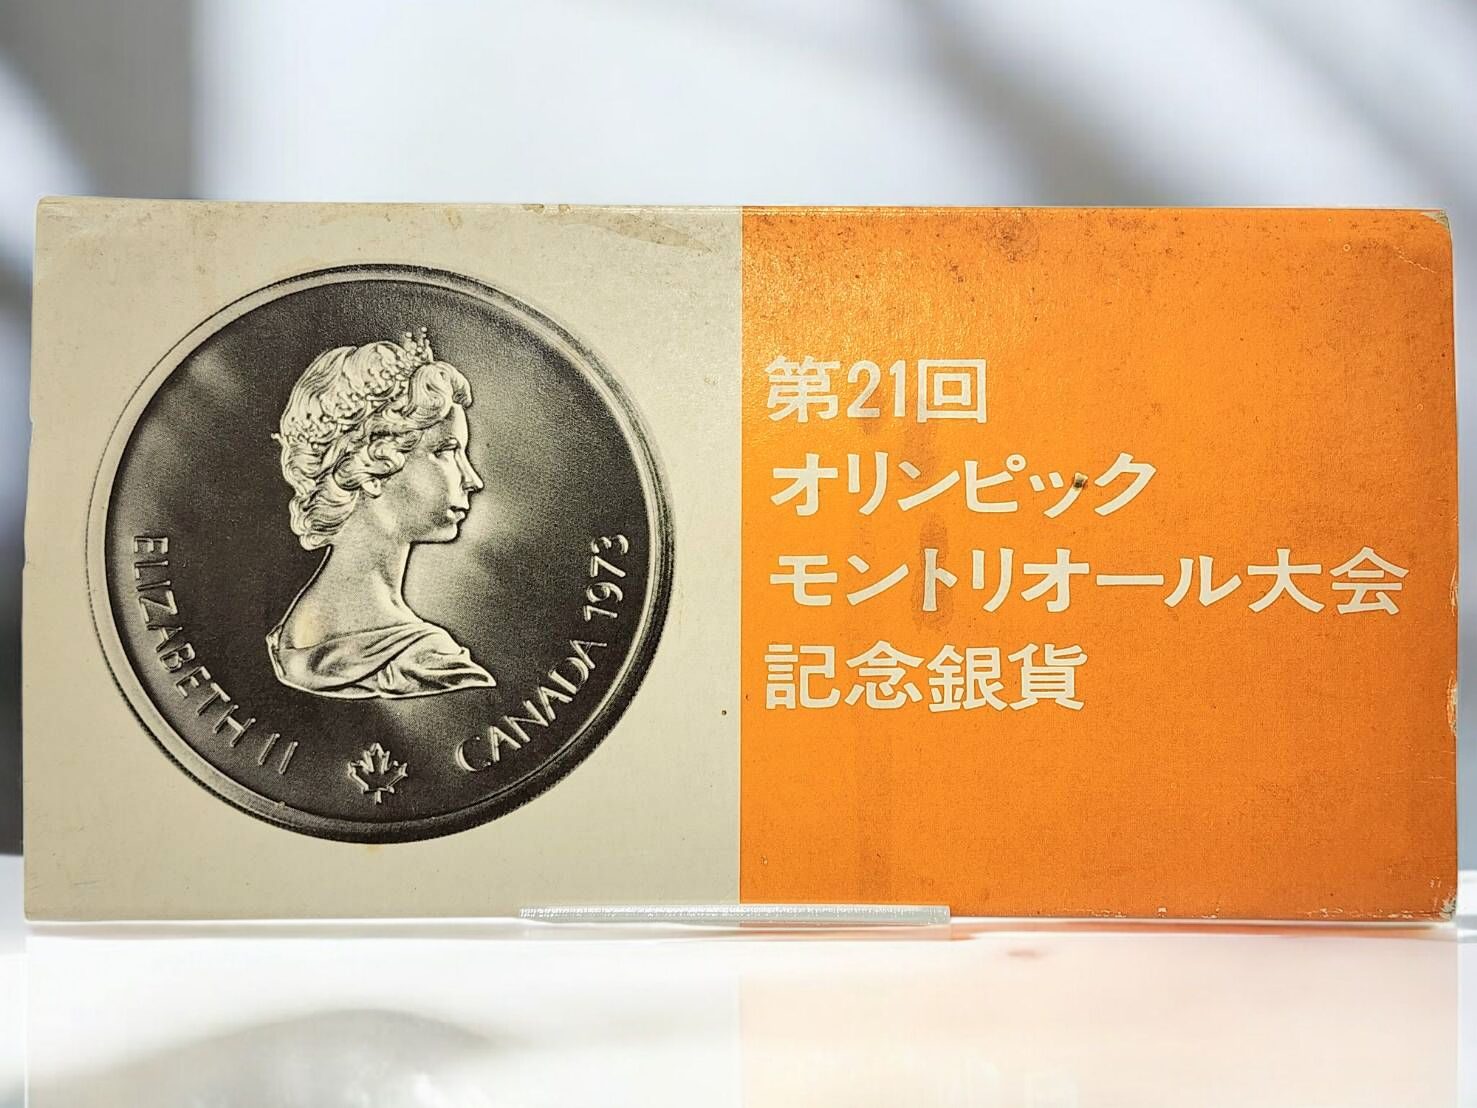 ELIZABETH II
CANADA 1973
第21回
オリンピック
モントリオール大会
記念銀貨